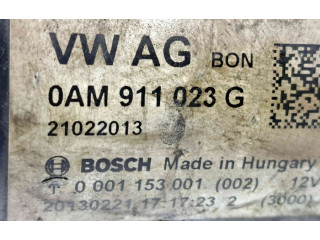 VW AG BON
0AM 911 023 G
21022013
BOSCH Made in Hungary
0 001 153 001 (002) 12V
20130221 17-17:23 2 (3000)